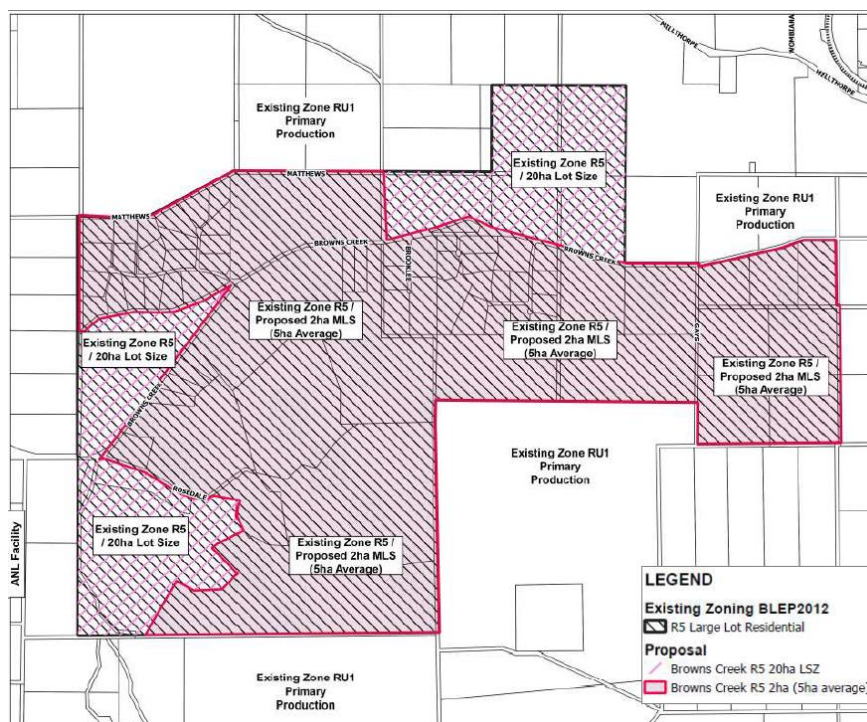 MILLTHORPE
WOMBIANA
MILLTHORPE
Existing Zone RU1
Primary
Production
Existing Zone R5
/ 20ha Lot Size
MATTHEWS
Existing Zone RU1
Primary
Production
MATTHEWS
BROWNS CREEK
BROWNLEE
BROWNS CREEK
Existing Zone R5 /
Proposed 2ha MLS
(5ha Average)
Existing Zone R5 /
Proposed 2ha MLS
(5ha Average)
GAYS
Existing Zone R5
/ 20ha Lot Size
Existing Zone R5 /
Proposed 2ha MLS
(5ha Average)
BROWNS CREEK
Existing Zone RU1
Primary
Production
ROSEDALE
ANL Facility
Existing Zone R5
/ 20ha Lot Size
Existing Zone R5 /
Proposed 2ha MLS
(5ha Average)
Existing Zone RU1
Primary
Production
LEGEND
Existing Zoning BLEP2012
R5 Large Lot Residential
Proposal
Browns Creek R5 20ha LSZ
Browns Creek R5 2ha (5ha average)